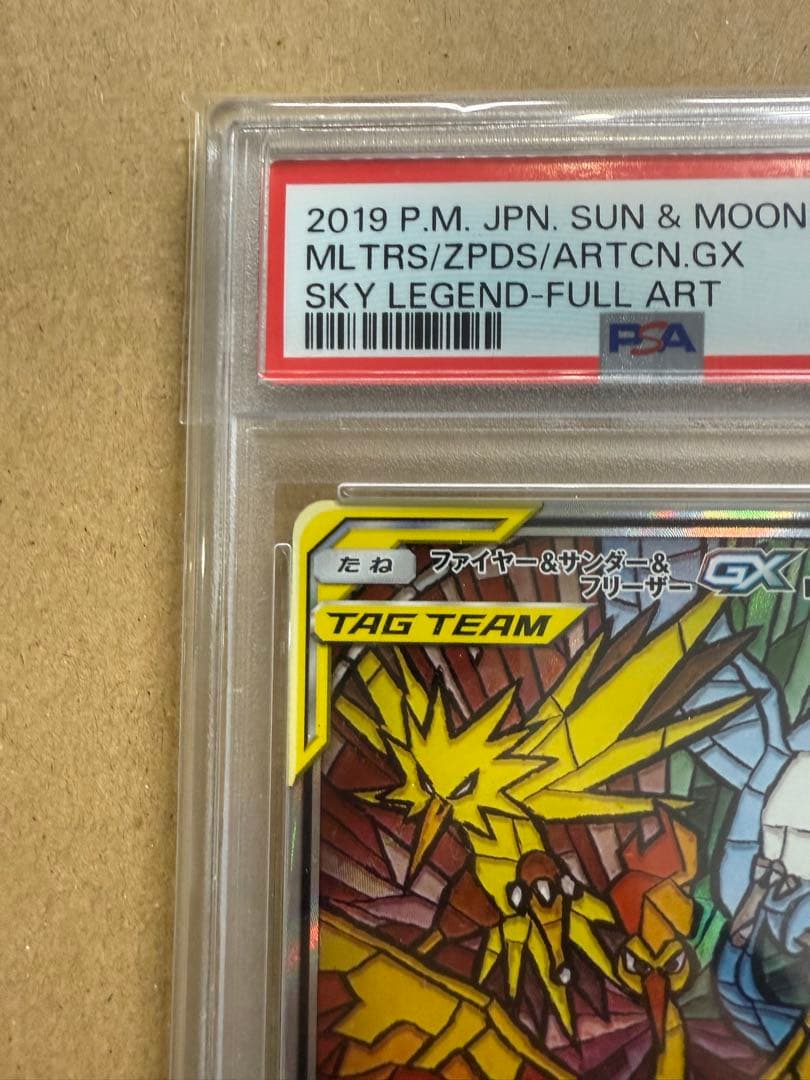 2019 P.M. JPN. SUN & MOON
MLTRS/ZPDS/ARTCN.GX
SKY LEGEND-FULL ART
PSA
たね
ファイヤー&サンダー&
フリーザー GX
TAG TEAM